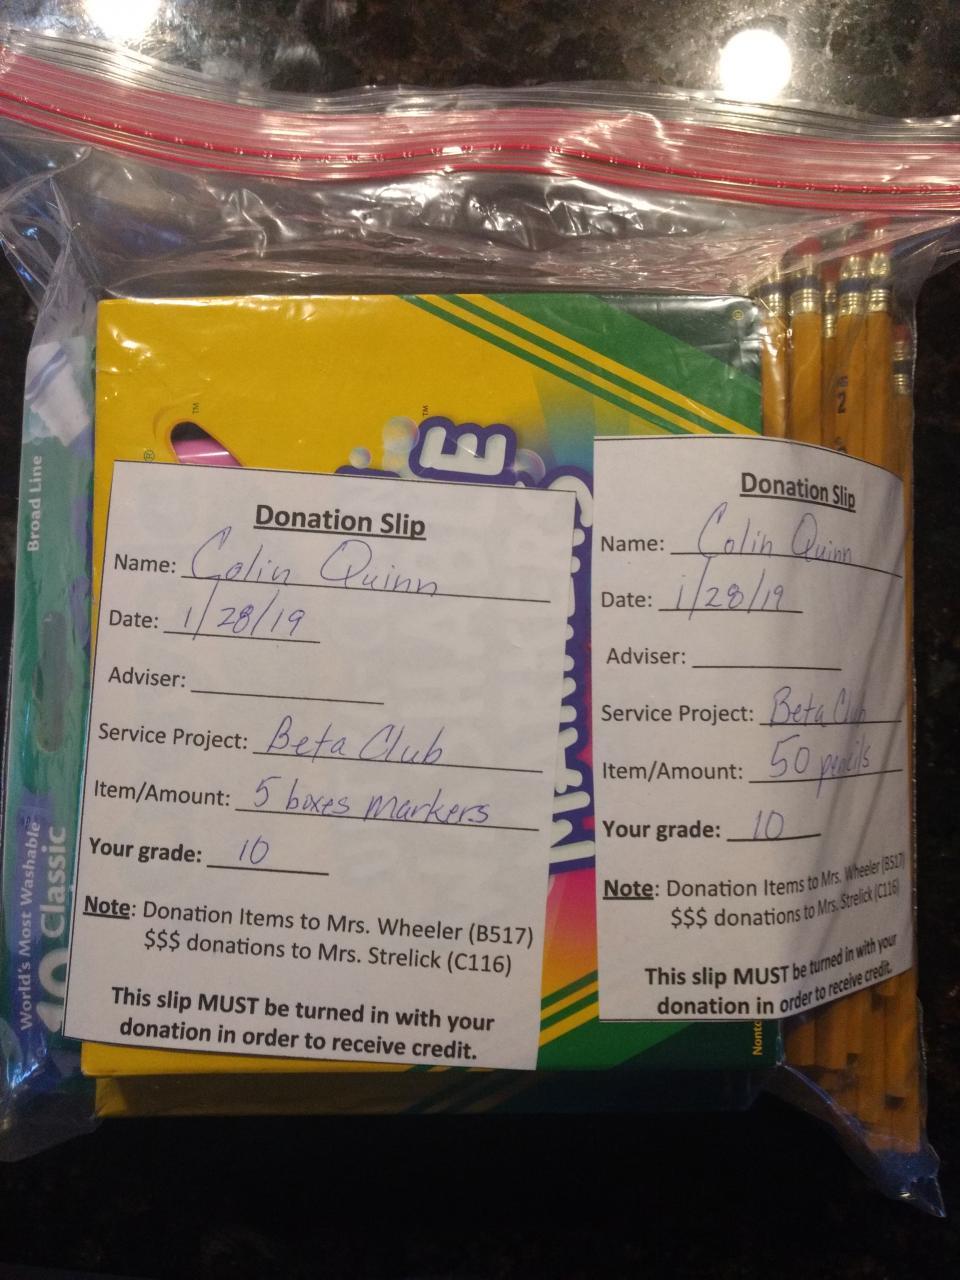 Broad Line
World's Most Washable
10 Classic
Donation Slip
Name: Colin Quinn
Date: 1/28/19
Adviser:
Service Project: Beta Club
Item/Amount: 5 boxes markers
Your grade: 10
Note: Donation Items to Mrs. Wheeler (B517)
$$$ donations to Mrs. Strelick (C116)
This slip MUST be turned in with your
donation in order to receive credit.
Donation Slip
Name: Colin Quinn
Date: 1/28/19
Adviser:
Service Project: Beta Club
Item/Amount: 50 pencils
Your grade: 10
Note: Donation Items to Mrs. Wheeler (B517)
$$$ donations to Mrs. Strelick (C116)
This slip MUST be turned in with your
donation in order to receive credit.
2